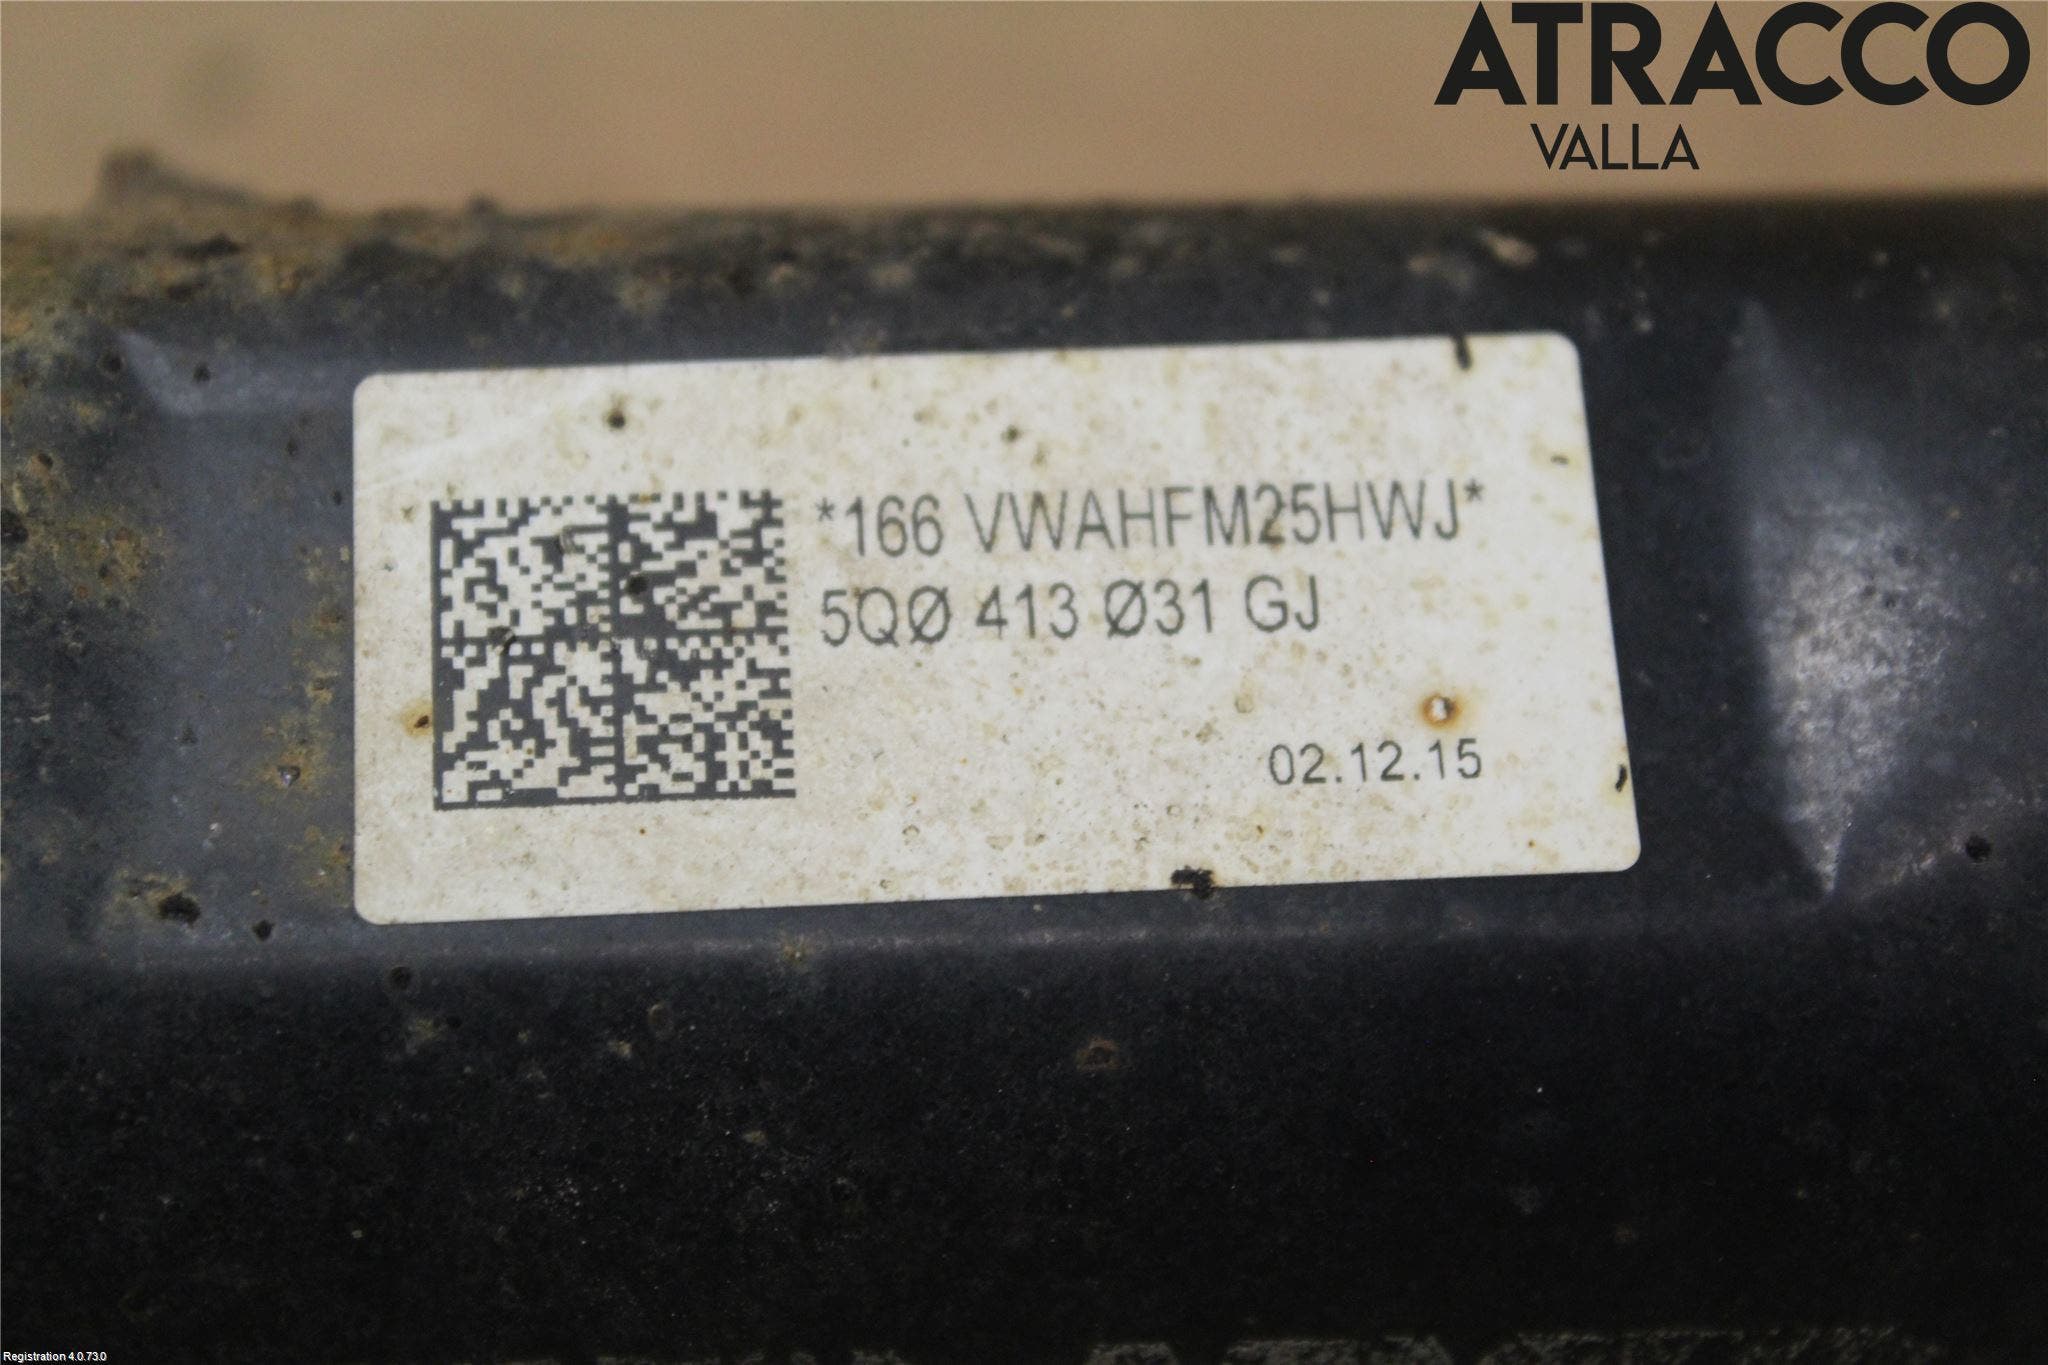 ATRACCO
VALLA
*166 VWAHFM25HWJ*
5QØ 413 Ø31 GJ
02.12.15
Registration 4.0.73.0